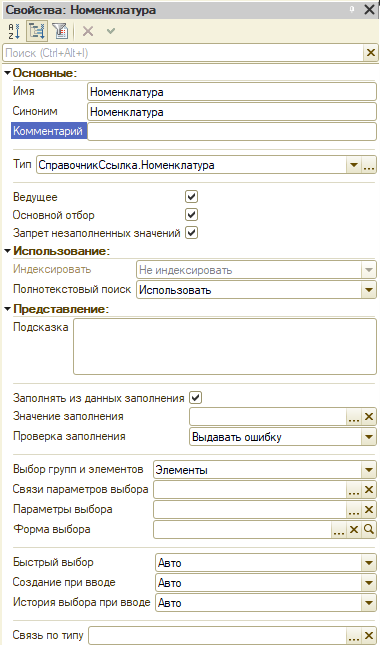 Свойства: Номенклатура
Поиск (Ctrl+Alt+I)
Основные:
Имя Номенклатура
Синоним Номенклатура
Комментарий
Тип СправочникСсылка.Номенклатура ...
Ведущее
Основной отбор
Запрет незаполненных значений
Использование:
Индексировать Не индексировать
Полнотекстовый поиск Использовать
Представление:
Подсказка
Заполнять из данных заполнения
Значение заполнения ...
Проверка заполнения Выдавать ошибку
Выбор групп и элементов Элементы
Связи параметров выбора ...
Параметры выбора ...
Форма выбора ...
Быстрый выбор Авто
Создание при вводе Авто
История выбора при вводе Авто
Связь по типу ...